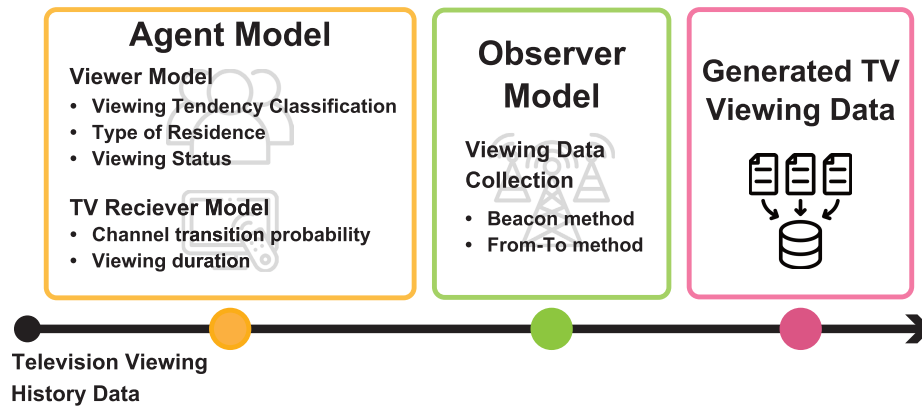 Agent Model
Viewer Model
• Viewing Tendency Classification
• Type of Residence
• Viewing Status
TV Reciever Model
• Channel transition probability
• Viewing duration
Observer
Model
Viewing Data
Collection
• Beacon method
• From-To method
Generated TV
Viewing Data
Television Viewing
History Data